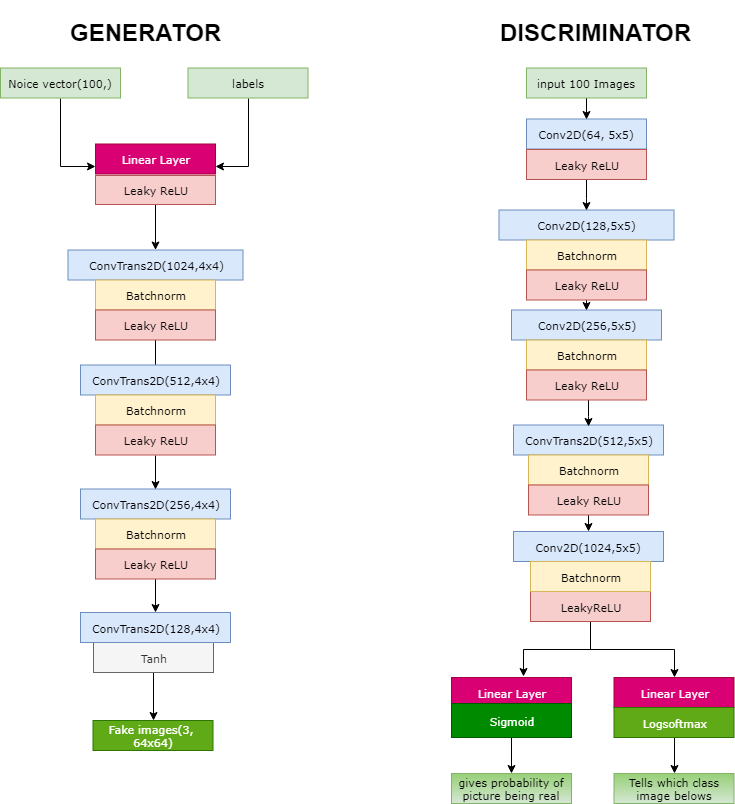 GENERATOR
Noice vector(100,)
labels
Linear Layer
Leaky ReLU
ConvTrans2D(1024,4x4)
Batchnorm
Leaky ReLU
ConvTrans2D(512,4x4)
Batchnorm
Leaky ReLU
ConvTrans2D(256,4x4)
Batchnorm
Leaky ReLU
ConvTrans2D(128,4x4)
Tanh
Fake images(3,
64x64)
DISCRIMINATOR
input 100 Images
Conv2D(64, 5x5)
Leaky ReLU
Conv2D(128,5x5)
Batchnorm
Leaky ReLU
Conv2D(256,5x5)
Batchnorm
Leaky ReLU
ConvTrans2D(512,5x5)
Batchnorm
Leaky ReLU
Conv2D(1024,5x5)
Batchnorm
LeakyReLU
Linear Layer
Sigmoid
gives probability of
picture being real
Linear Layer
Logsoftmax
Tells which class
image belows